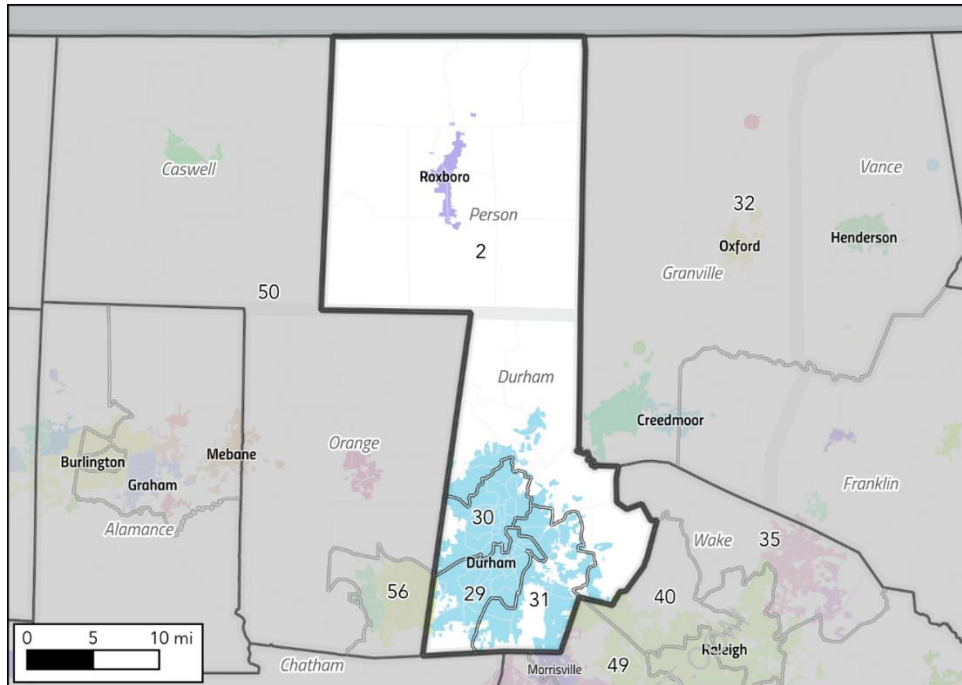 Caswell
Roxboro
Person
2
Vance
32
Oxford
Henderson
Granville
50
Durham
Creedmoor
Burlington
Graham
Mebane
Orange
Alamance
Franklin
30
Durham
29
31
56
Wake
35
40
Raleigh
49
Morrisville
Chatham
0 5 10 mi